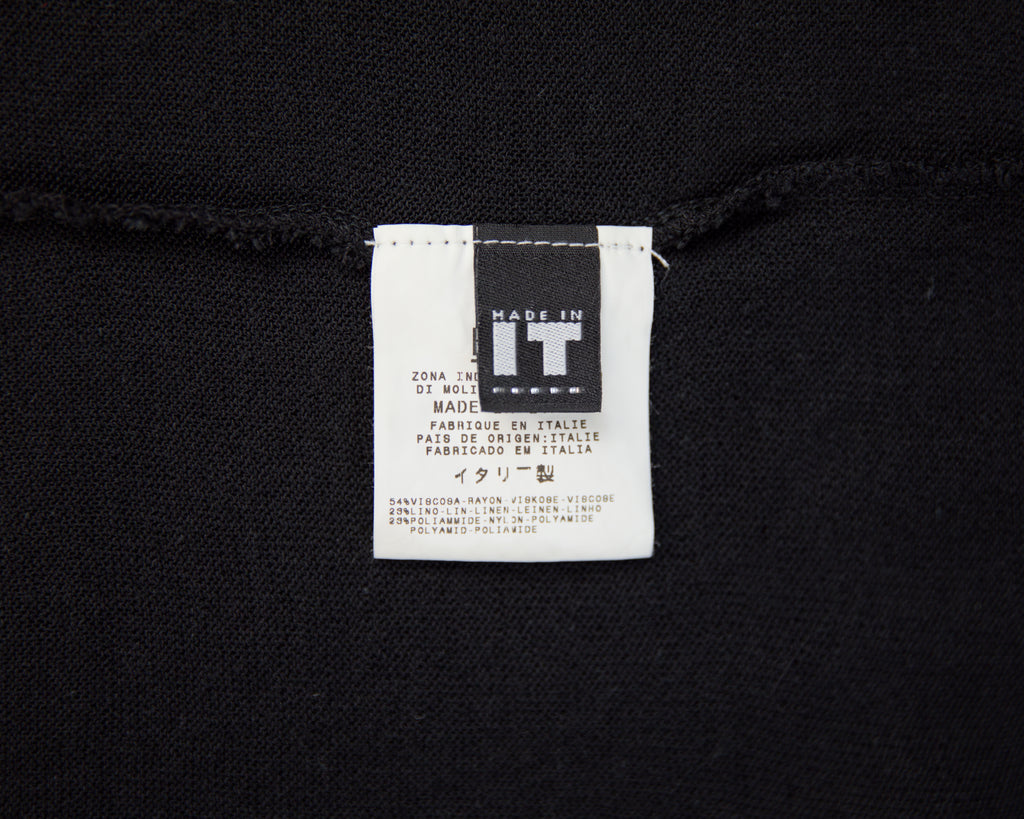 MADE IN
IT
ZONA IND
DI MOLI
MADE
FABRIQUE EN ITALIE
PAIS DE ORIGEN:ITALIE
FABRICADO EM ITALIA
イタリー製
54%VISCOSA-RAYON-VISKOSE-VISCOSE
23%LINO-LIN-LINEN-LEINEN-LINHO
23%POLIAMMIDE-NYLON-POLYAMIDE
POLYAMID-POLIAMIDE